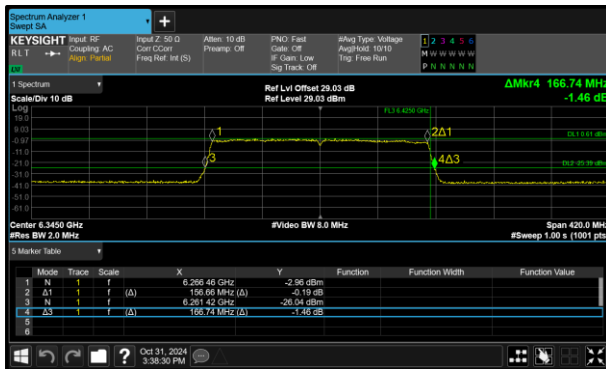 Spectrum Analyzer 1
Swept SA
KEYSIGHT Input: RF Input Z: 50 Ω Atten: 10 dB PNO: Fast #Avg Type: Voltage 1 2 3 4 5 6
R L T Coupling: AC Corr CCorr Preamp: Off Gate: Off Avg|Hold: 10/10 M W W W W W
Align: Partial Freq Ref: Int (S) IF Gain: Low Trig: Free Run
Sig Track: Off P N N N N N
1 Spectrum Ref Lvl Offset 29.03 dB ΔMkr4 166.74 MHz
Scale/Div 10 dB Ref Level 29.03 dBm -1.46 dB
Log
19.0 FL3 6.4250 GHz
9.03 1 2Δ1
-0.97 DL1 0.61 dBm
-11.0
-21.0 3 4Δ3 DL2 -25.39 dBm
-31.0
-41.0
-51.0
-61.0
Center 6.3450 GHz #Video BW 8.0 MHz Span 420.0 MHz
#Res BW 2.0 MHz #Sweep 1.00 s (1001 pts)
5 Marker Table
Mode Trace Scale X Y Function Function Width Function Value
1 N 1 f 6.266 46 GHz -2.96 dBm
2 Δ1 1 f (Δ) 156.66 MHz (Δ) -0.19 dB
3 N 1 f 6.261 42 GHz -26.04 dBm
4 Δ3 1 f (Δ) 166.74 MHz (Δ) -1.46 dB
5
6
? Oct 31, 2024
3:38:30 PM